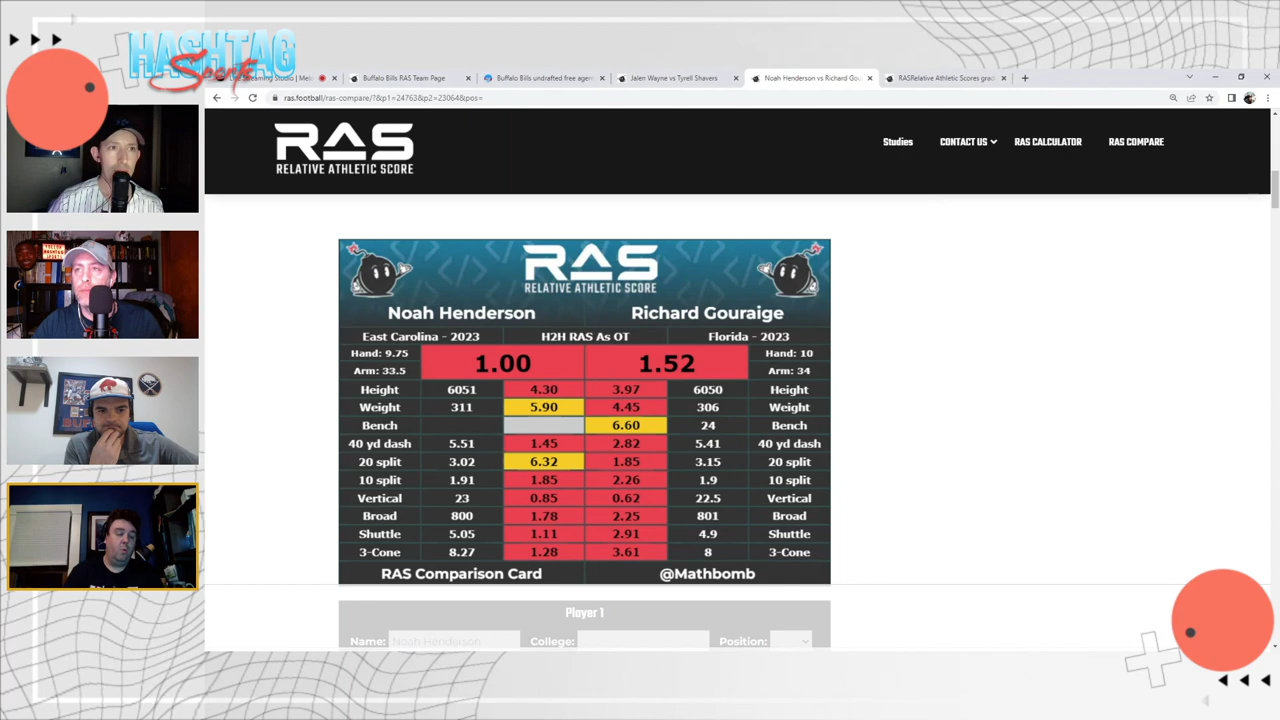 HASHTAG
Sports
Buffalo Bills RAS Team Page
Buffalo Bills undrafted free agen
Jalen Wayne vs Tyrell Shavers
Noah Henderson vs Richard Gou
RASRelative Athletic Scores grad
ras.football/ras-compare/?&p1=24763&p2=23064&pos=
RAS
RELATIVE ATHLETIC SCORE
Studies CONTACT US RAS CALCULATOR RAS COMPARE
RAS
RELATIVE ATHLETIC SCORE
Noah Henderson Richard Gouraige
East Carolina - 2023 H2H RAS As OT Florida - 2023
Hand: 9.75 1.00 1.52 Hand: 10
Arm: 33.5 Arm: 34
Height 6051 4.30 3.97 6050 Height
Weight 311 5.90 4.45 306 Weight
Bench 6.60 24 Bench
40 yd dash 5.51 1.45 2.82 5.41 40 yd dash
20 split 3.02 6.32 1.85 3.15 20 split
10 split 1.91 1.85 2.26 1.9 10 split
Vertical 23 0.85 0.62 22.5 Vertical
Broad 800 1.78 2.25 801 Broad
Shuttle 5.05 1.11 2.91 4.9 Shuttle
3-Cone 8.27 1.28 3.61 8 3-Cone
RAS Comparison Card @Mathbomb
Player 1
Name: Noah Henderson College: Position: